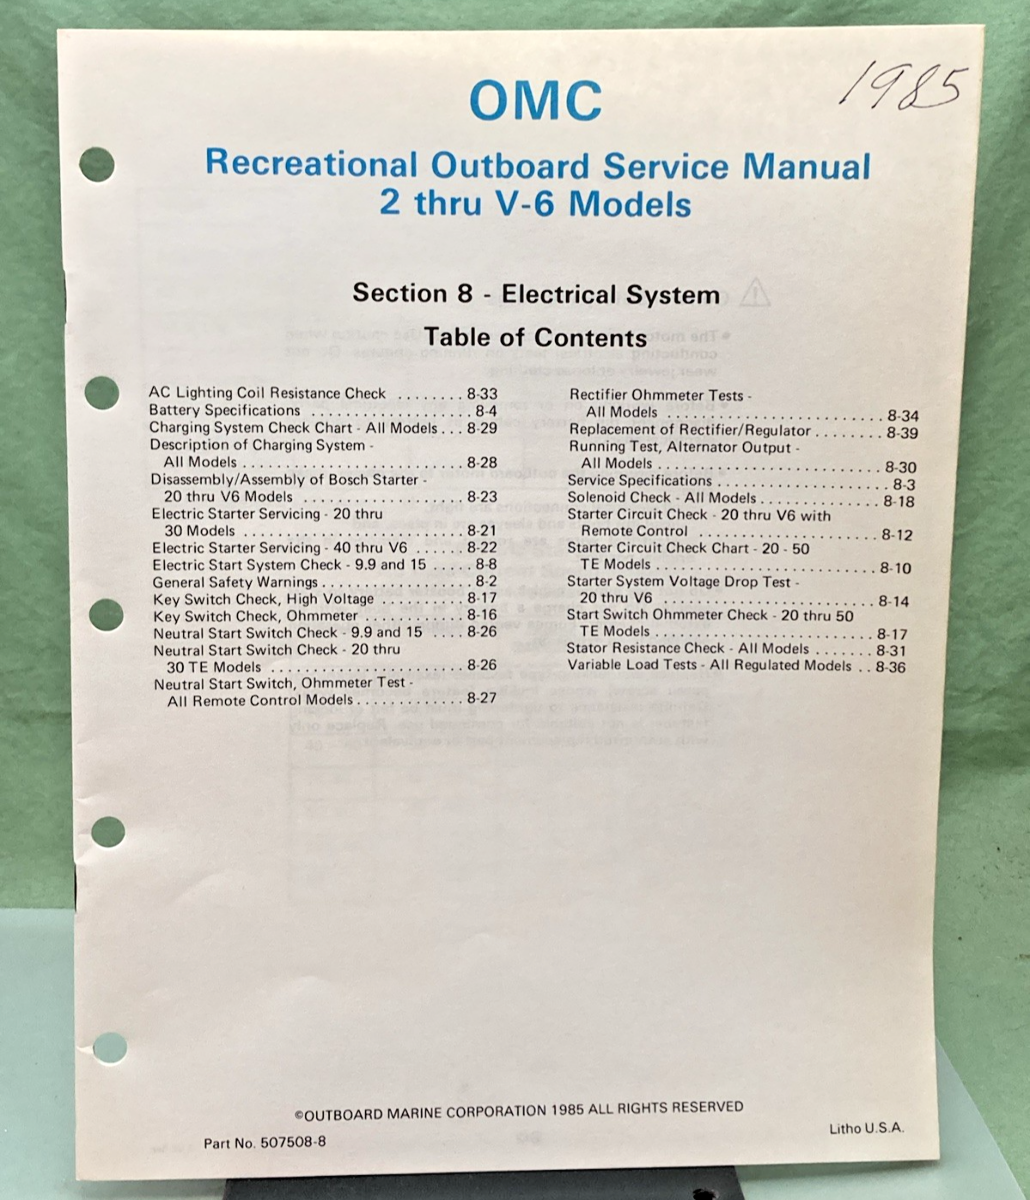 OMC
1985
Recreational Outboard Service Manual
2 thru V-6 Models
Section 8 - Electrical System
Table of Contents
AC Lighting Coil Resistance Check ........ 8-33
Battery Specifications ................... 8-4
Charging System Check Chart - All Models ... 8-29
Description of Charging System -
All Models .......................... 8-28
Disassembly/Assembly of Bosch Starter -
20 thru V6 Models ................... 8-23
Electric Starter Servicing - 20 thru
30 Models .......................... 8-21
Electric Starter Servicing - 40 thru V6 ...... 8-22
Electric Start System Check - 9.9 and 15 ..... 8-8
General Safety Warnings .................. 8-2
Key Switch Check, High Voltage .......... 8-17
Key Switch Check, Ohmmeter ............ 8-16
Neutral Start Switch Check - 9.9 and 15 .... 8-26
Neutral Start Switch Check - 20 thru
30 TE Models ....................... 8-26
Neutral Start Switch, Ohmmeter Test -
All Remote Control Models ............. 8-27
Rectifier Ohmmeter Tests -
All Models .......................... 8-34
Replacement of Rectifier/Regulator ........ 8-39
Running Test, Alternator Output -
All Models .......................... 8-30
Service Specifications .................... 8-3
Solenoid Check - All Models .............. 8-18
Starter Circuit Check - 20 thru V6 with
Remote Control ..................... 8-12
Starter Circuit Check Chart - 20 - 50
TE Models .......................... 8-10
Starter System Voltage Drop Test -
20 thru V6 ......................... 8-14
Start Switch Ohmmeter Check - 20 thru 50
TE Models .......................... 8-17
Stator Resistance Check - All Models ....... 8-31
Variable Load Tests - All Regulated Models .. 8-36
©OUTBOARD MARINE CORPORATION 1985 ALL RIGHTS RESERVED
Part No. 507508-8
Litho U.S.A.